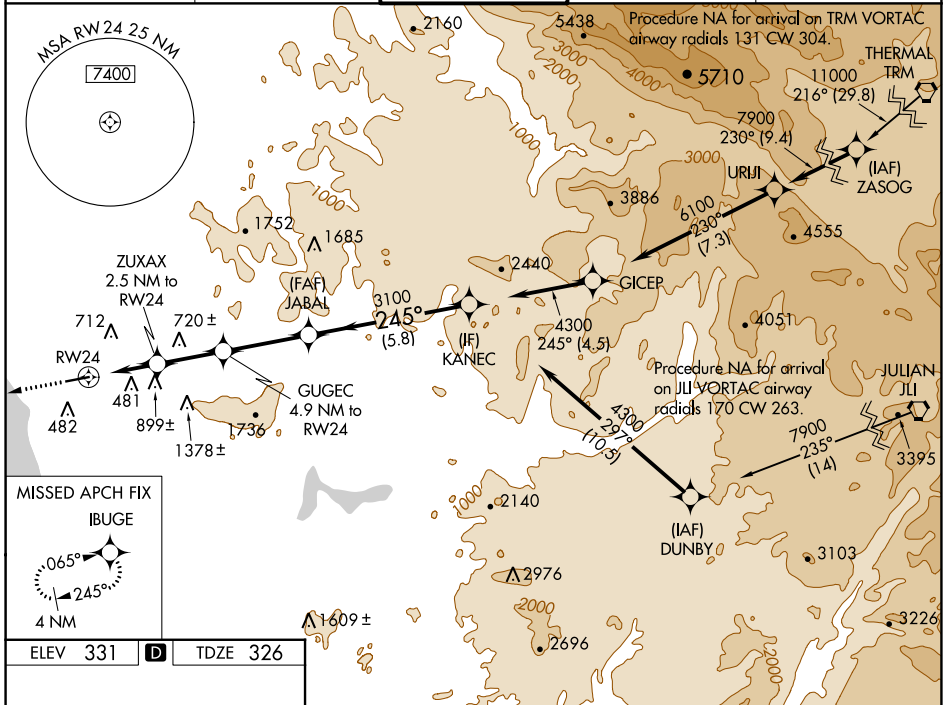 MSA RW 24 25 NM
7400
2160
5438
Procedure NA for arrival on TRM VORTAC
airway radials 131 CW 304.
3000
2000
4000
5710
THERMAL
TRM
11000
216° (29.8)
7900
230° (9.4)
1000
3000
URIJI
(IAF)
ZASOG
1000
3886
6100
230°
(7.3)
4555
1752
1685
2440
GICEP
ZUXAX
2.5 NM to
RW24
(FAF)
JABAL
3100
245°
(5.8)
(IF)
KANEC
4300
245° (4.5)
4051
712
720 ±
RW24
GUGEC
4.9 NM to
RW24
Procedure NA for arrival
on JLI VORTAC airway
radials 170 CW 263.
JULIAN
JLI
481
482
899±
1378 ±
1736
4300
297°
(10.5)
7900
235°
(14)
3395
MISSED APCH FIX
IBUGE
065°
245°
4 NM
1000
2140
(IAF)
DUNBY
3103
2976
2000
1609 ±
2696
3226
2000
ELEV 331
D
TDZE 326